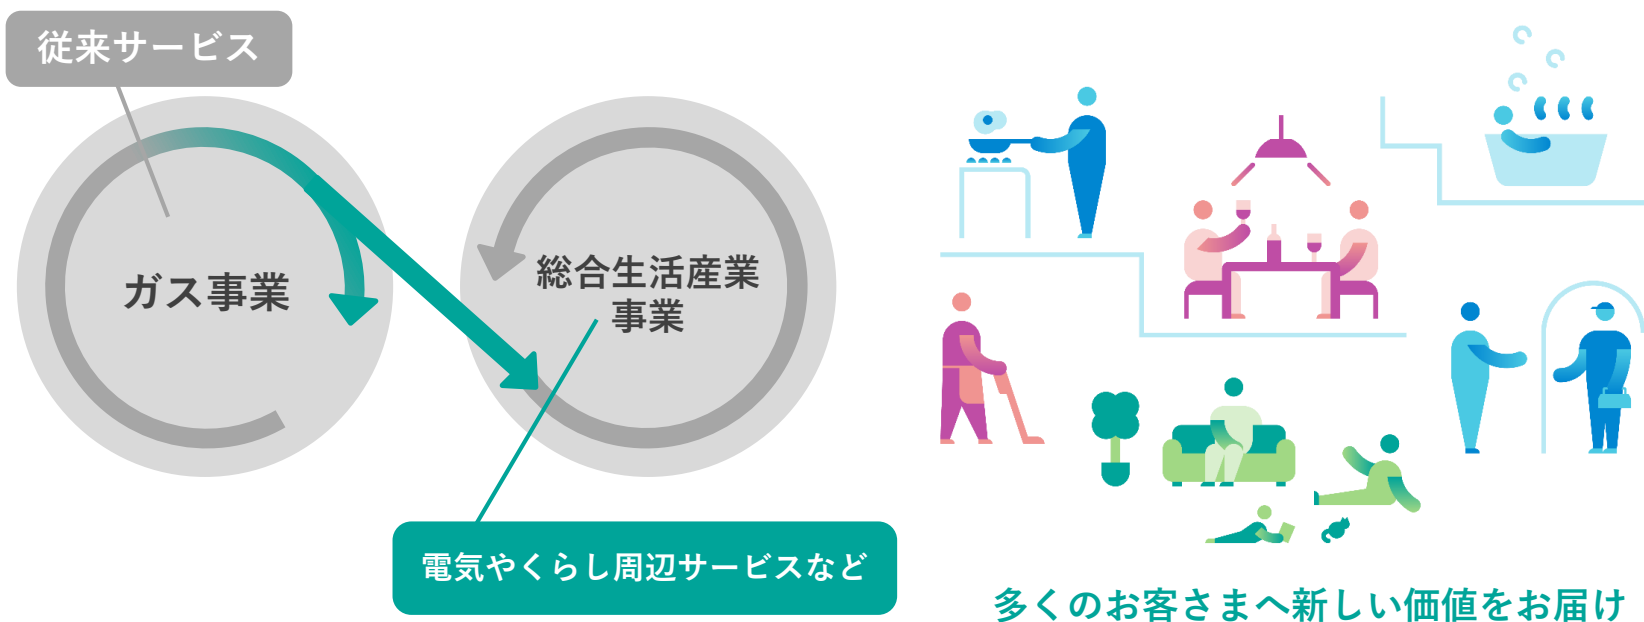 従来サービス
ガス事業
総合生活産業
事業
電気やくらし周辺サービスなど
多くのお客さまへ新しい価値をお届け